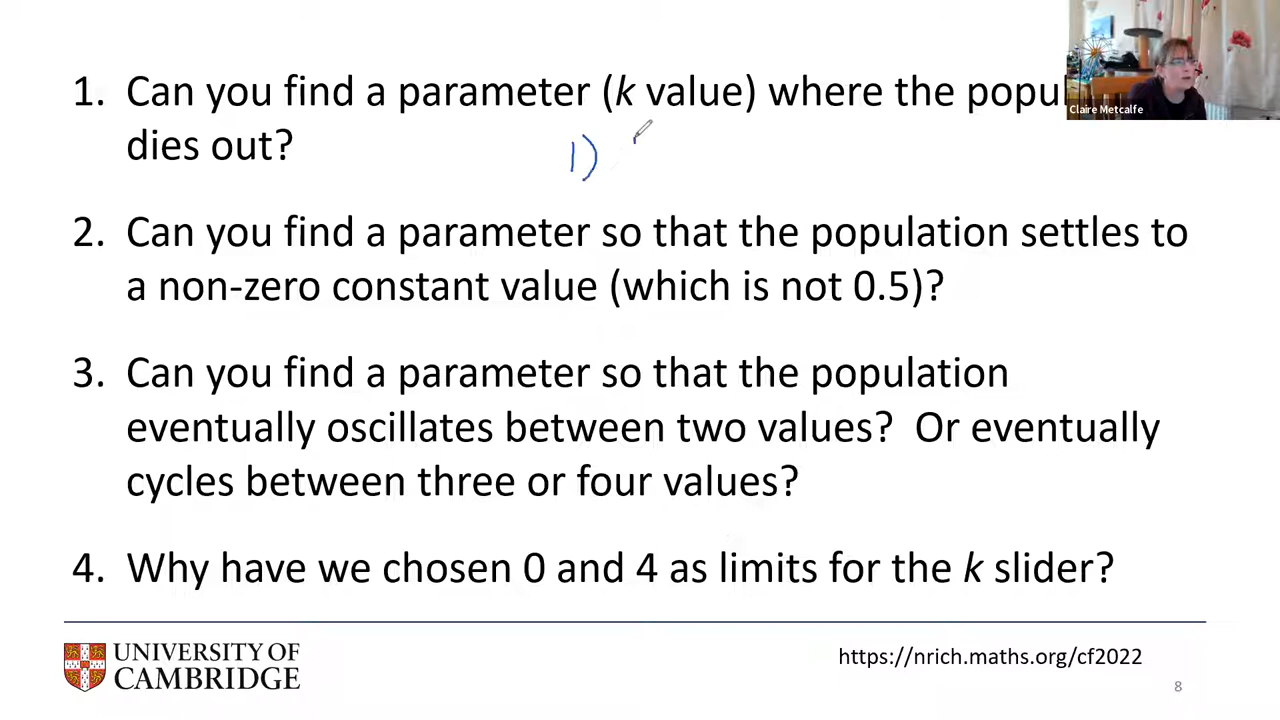 1. Can you find a parameter (k value) where the popul
Claire Metcalfe
dies out?
1)
2. Can you find a parameter so that the population settles to
a non-zero constant value (which is not 0.5)?
3. Can you find a parameter so that the population
eventually oscillates between two values? Or eventually
cycles between three or four values?
4. Why have we chosen 0 and 4 as limits for the k slider?
UNIVERSITY OF
CAMBRIDGE
https://nrich.maths.org/cf2022
8